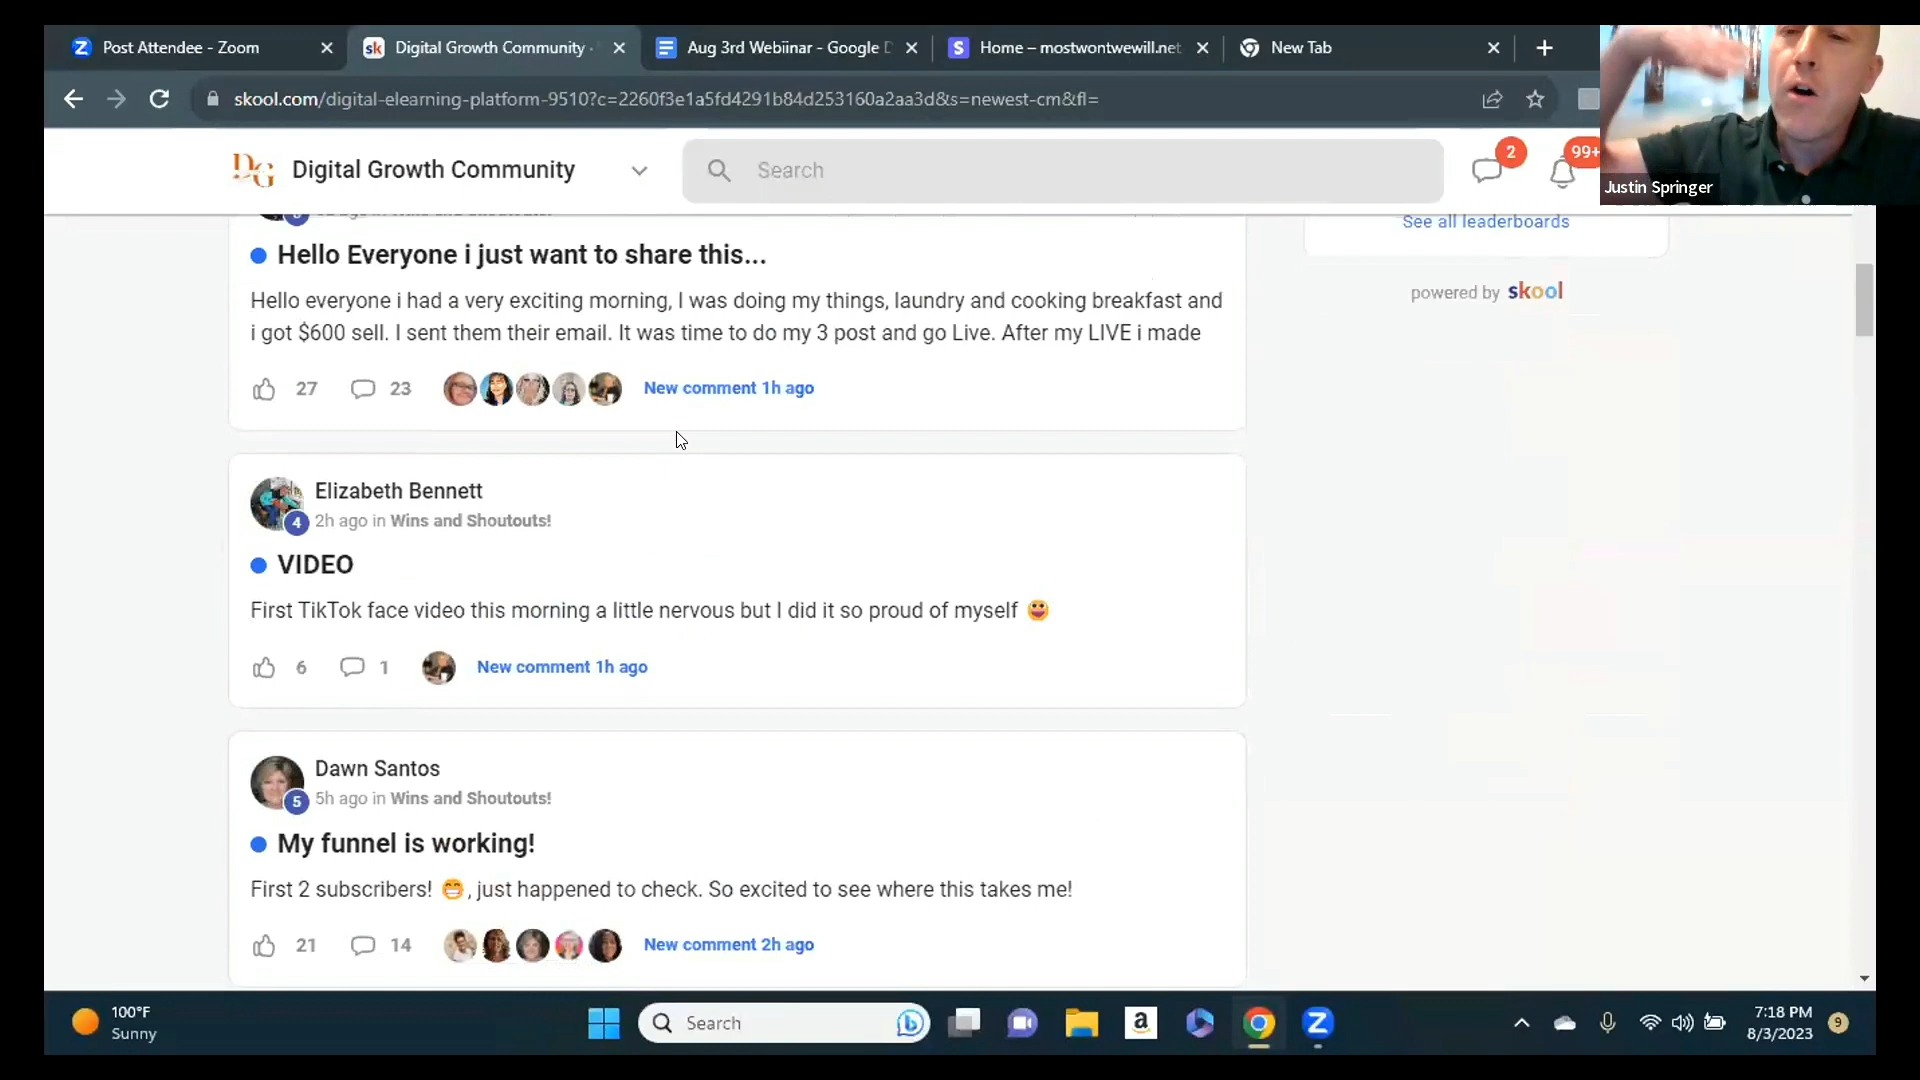 Post Attendee - Zoom
sk
Digital Growth Community ·
Aug 3rd Webiinar - Google D
Home – mostwontwewill.net
New Tab
skool.com/digital-elearning-platform-9510?c=2260f3e1a5fd4291b84d253160a2aa3d&s=newest-cm&fl=
DG
Digital Growth Community
Search
2
99+
Justin Springer
See all leaderboards
powered by skool
Hello Everyone i just want to share this...
Hello everyone i had a very exciting morning, I was doing my things, laundry and cooking breakfast and
i got $600 sell. I sent them their email. It was time to do my 3 post and go Live. After my LIVE i made
27
23
New comment 1h ago
Elizabeth Bennett
4
2h ago in Wins and Shoutouts!
VIDEO
First TikTok face video this morning a little nervous but I did it so proud of myself 😀
6
1
New comment 1h ago
Dawn Santos
5
5h ago in Wins and Shoutouts!
My funnel is working!
First 2 subscribers! 😁, just happened to check. So excited to see where this takes me!
21
14
New comment 2h ago
100°F
Sunny
Search
a
7:18 PM
8/3/2023
9